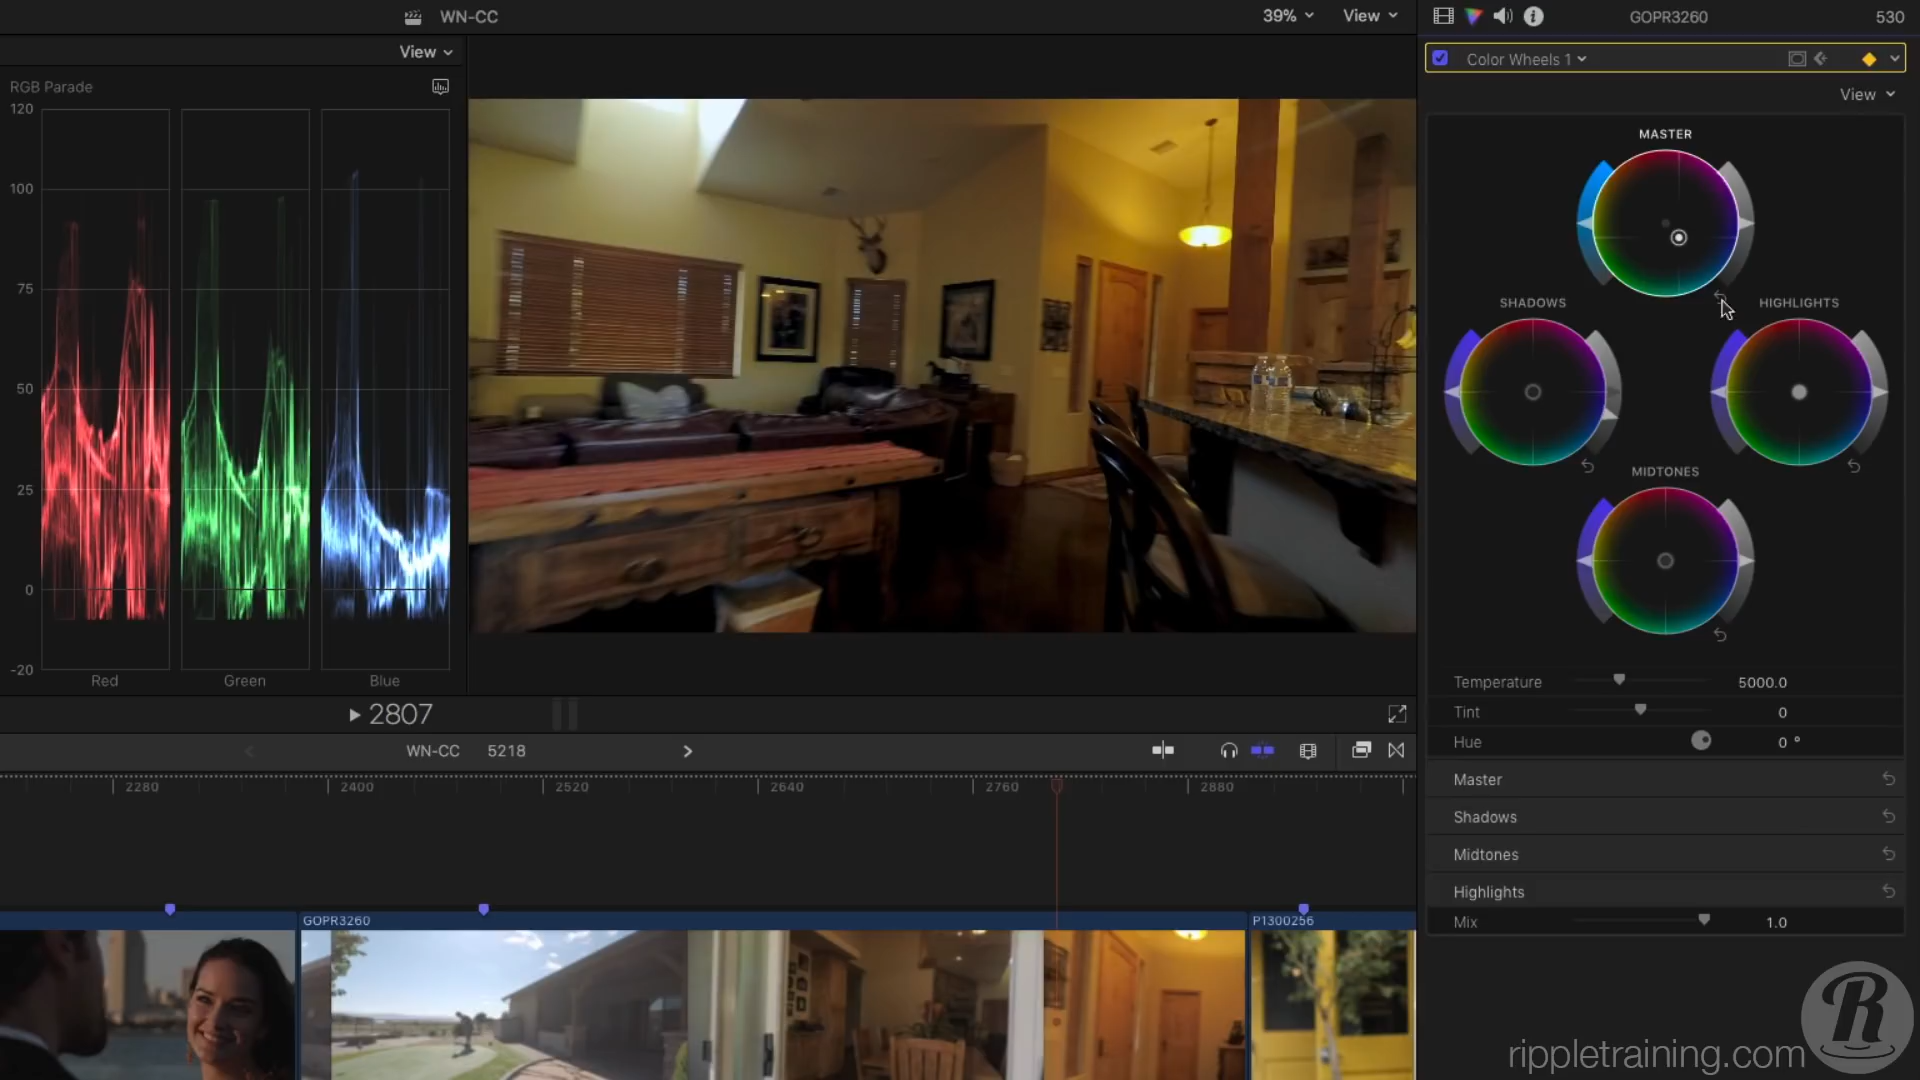 WN-CC
39%
View
GOPR3260
530
View
Color Wheels 1
View
RGB Parade
120
100
75
50
25
0
-20
Red
Green
Blue
MASTER
SHADOWS
HIGHLIGHTS
MIDTONES
Temperature
5000.0
Tint
0
Hue
0 °
Master
Shadows
Midtones
Highlights
Mix
1.0
2807
WN-CC
5218
2280
2400
2520
2640
2760
2880
GOPR3260
P1300256
R
rippletraining.com